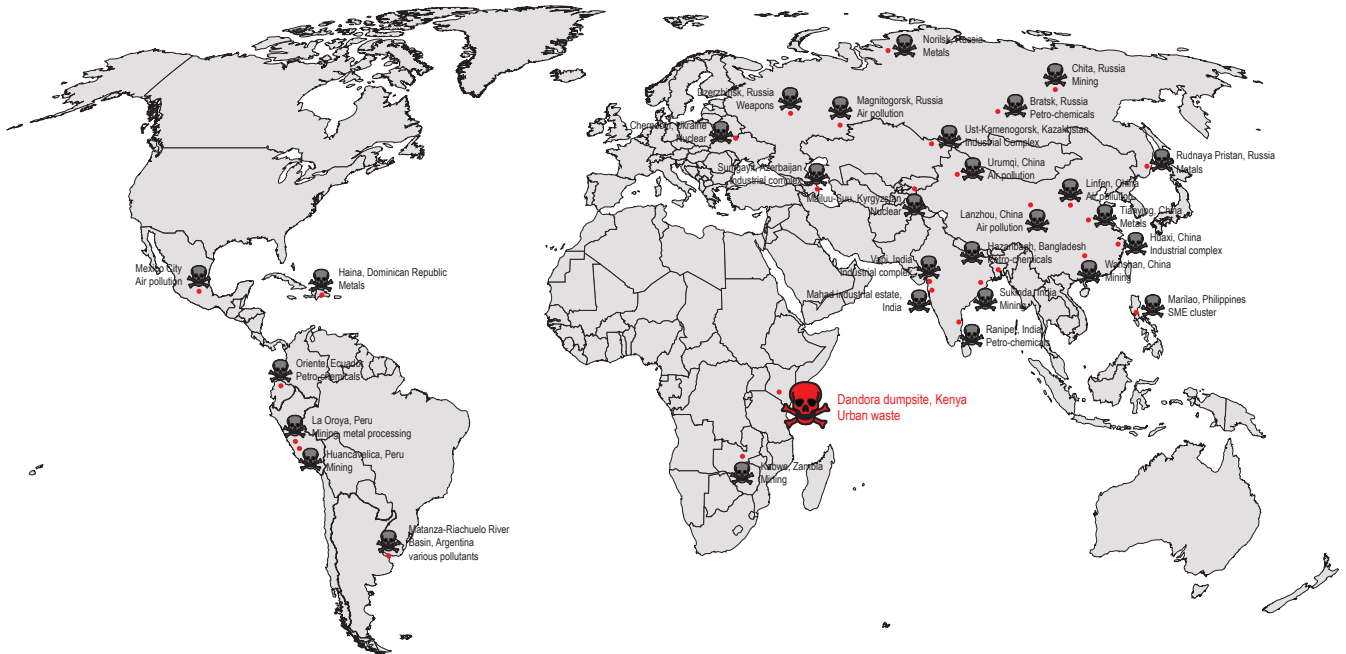 Norilsk, Russia
Metals
Chita, Russia
Mining
Dzerzhinsk, Russia
Weapons
Magnitogorsk, Russia
Air pollution
Bratsk, Russia
Petro-chemicals
Chernobyl, Ukraine
Nuclear
Ust-Kamenogorsk, Kazakhstan
Industrial Complex
Rudnaya Pristan, Russia
Metals
Sumgayit, Azerbaijan
Industrial complex
Urumqi, China
Air pollution
Linfen, China
Air pollution
Mailuu-Suu, Kyrgyzstan
Nuclear
Lanzhou, China
Air pollution
Tianying, China
Metals
Huaxi, China
Industrial complex
Hazaribagh, Bangladesh
Petro-chemicals
Vapi, India
Industrial complex
Wanshan, China
Mining
Mexico City
Air pollution
Haina, Dominican Republic
Metals
Mahad industrial estate,
India
Sukinda, India
Mining
Marilao, Philippines
SME cluster
Ranipet, India
Petro-chemicals
Oriente, Ecuador
Petro-chemicals
Dandora dumpsite, Kenya
Urban waste
La Oroya, Peru
Mining, metal processing
Huancavelica, Peru
Mining
Kabwe, Zambia
Mining
Matanza-Riachuelo River
Basin, Argentina
various pollutants